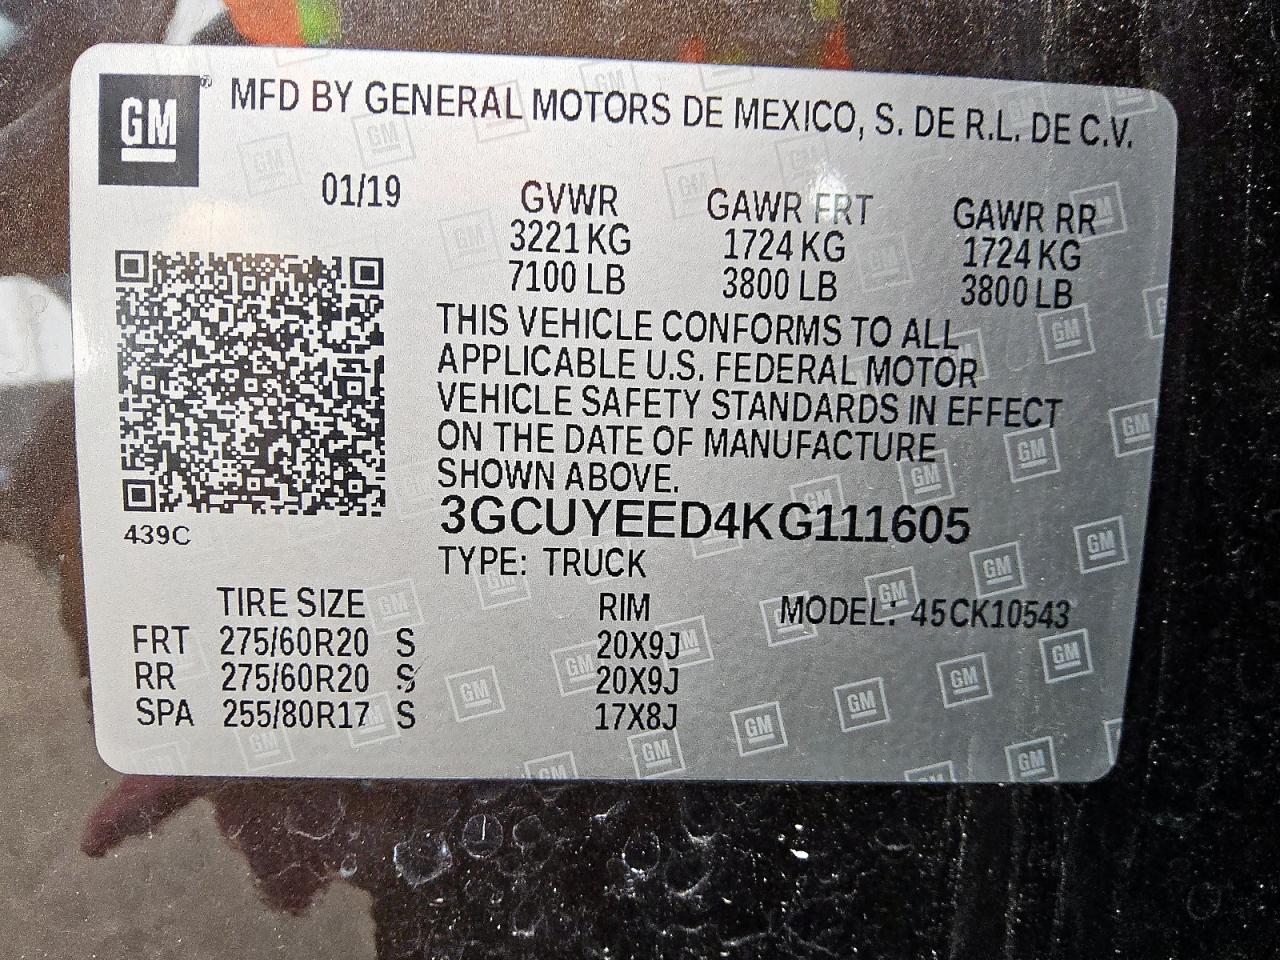 GM ® MFD BY GENERAL MOTORS DE MEXICO, S. DE R.L. DE C.V.
01/19 GVWR GAWR FRT GAWR RR
3221 KG 1724 KG 1724 KG
7100 LB 3800 LB 3800 LB
THIS VEHICLE CONFORMS TO ALL
APPLICABLE U.S. FEDERAL MOTOR
VEHICLE SAFETY STANDARDS IN EFFECT
ON THE DATE OF MANUFACTURE
SHOWN ABOVE.
439C 3GCUYEED4KG111605
TYPE: TRUCK
TIRE SIZE RIM MODEL: 45CK10543
FRT 275/60R20 S 20X9J
RR 275/60R20 S 20X9J
SPA 255/80R17 S 17X8J